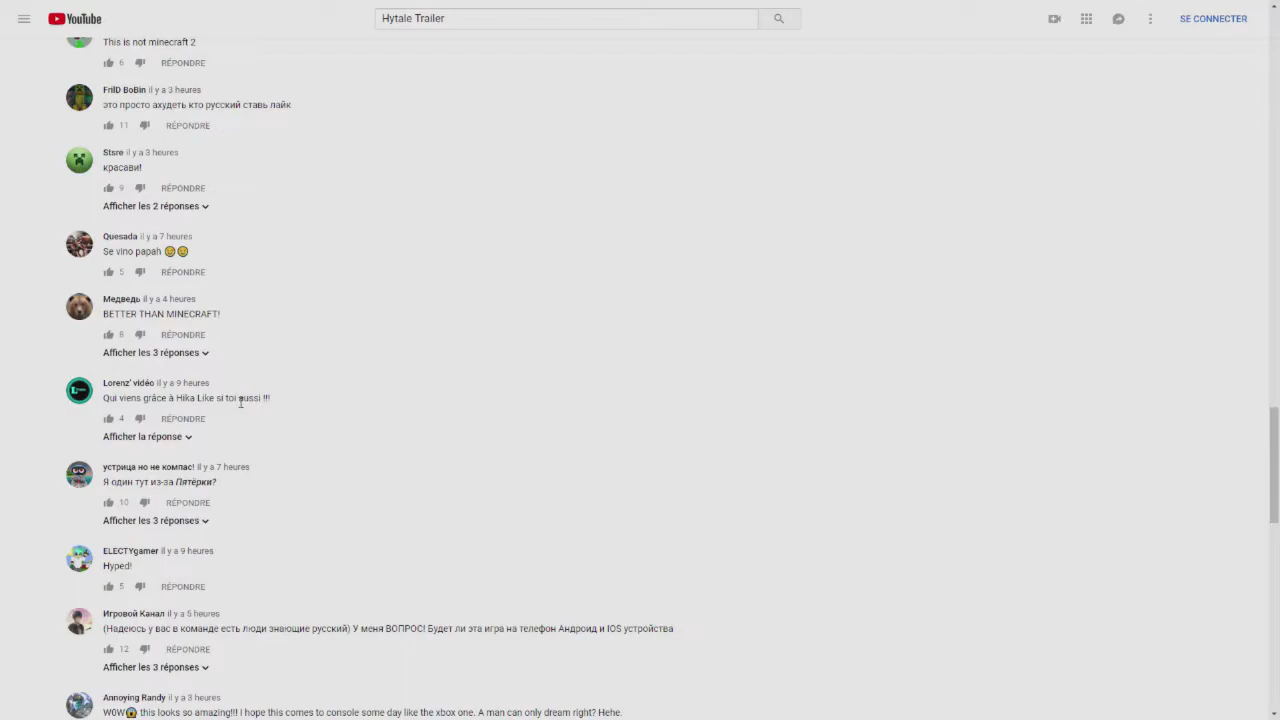 YouTube
Hytale Trailer
SE CONNECTER
This is not minecraft 2
6 RÉPONDRE
FrilD BoBin il y a 3 heures
это просто ахудеть кто русский ставь лайк
11 RÉPONDRE
Stsre il y a 3 heures
красави!
9 RÉPONDRE
Afficher les 2 réponses
Quesada il y a 7 heures
Se vino papah
5 RÉPONDRE
Медведь il y a 4 heures
BETTER THAN MINECRAFT!
8 RÉPONDRE
Afficher les 3 réponses
Lorenz' vidéo il y a 9 heures
Qui viens grâce à Hika Like si toi aussi !!!
4 RÉPONDRE
Afficher la réponse
устрица но не компас! il y a 7 heures
Я один тут из-за Пятёрки?
10 RÉPONDRE
Afficher les 3 réponses
ELECTYgamer il y a 9 heures
Hyped!
5 RÉPONDRE
Игровой Канал il y a 5 heures
(Надеюсь у вас в команде есть люди знающие русский) У меня ВОПРОС! Будет ли эта игра на телефон Андроид и IOS устройства
12 RÉPONDRE
Afficher les 3 réponses
Annoying Randy il y a 3 heures
W0W😱 this looks so amazing!!! I hope this comes to console some day like the xbox one. A man can only dream right? Hehe.